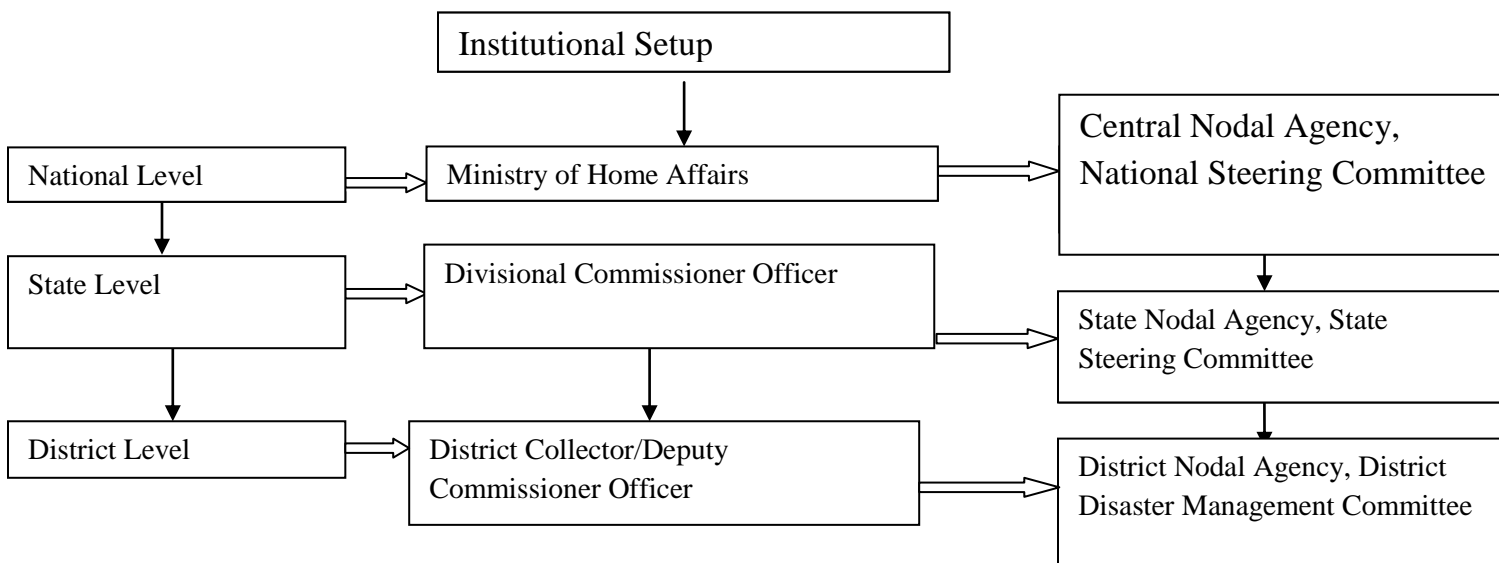 Institutional Setup
National Level
Ministry of Home Affairs
Central Nodal Agency,
National Steering Committee
State Level
Divisional Commissioner Officer
State Nodal Agency, State
Steering Committee
District Level
District Collector/Deputy
Commissioner Officer
District Nodal Agency, District
Disaster Management Committee